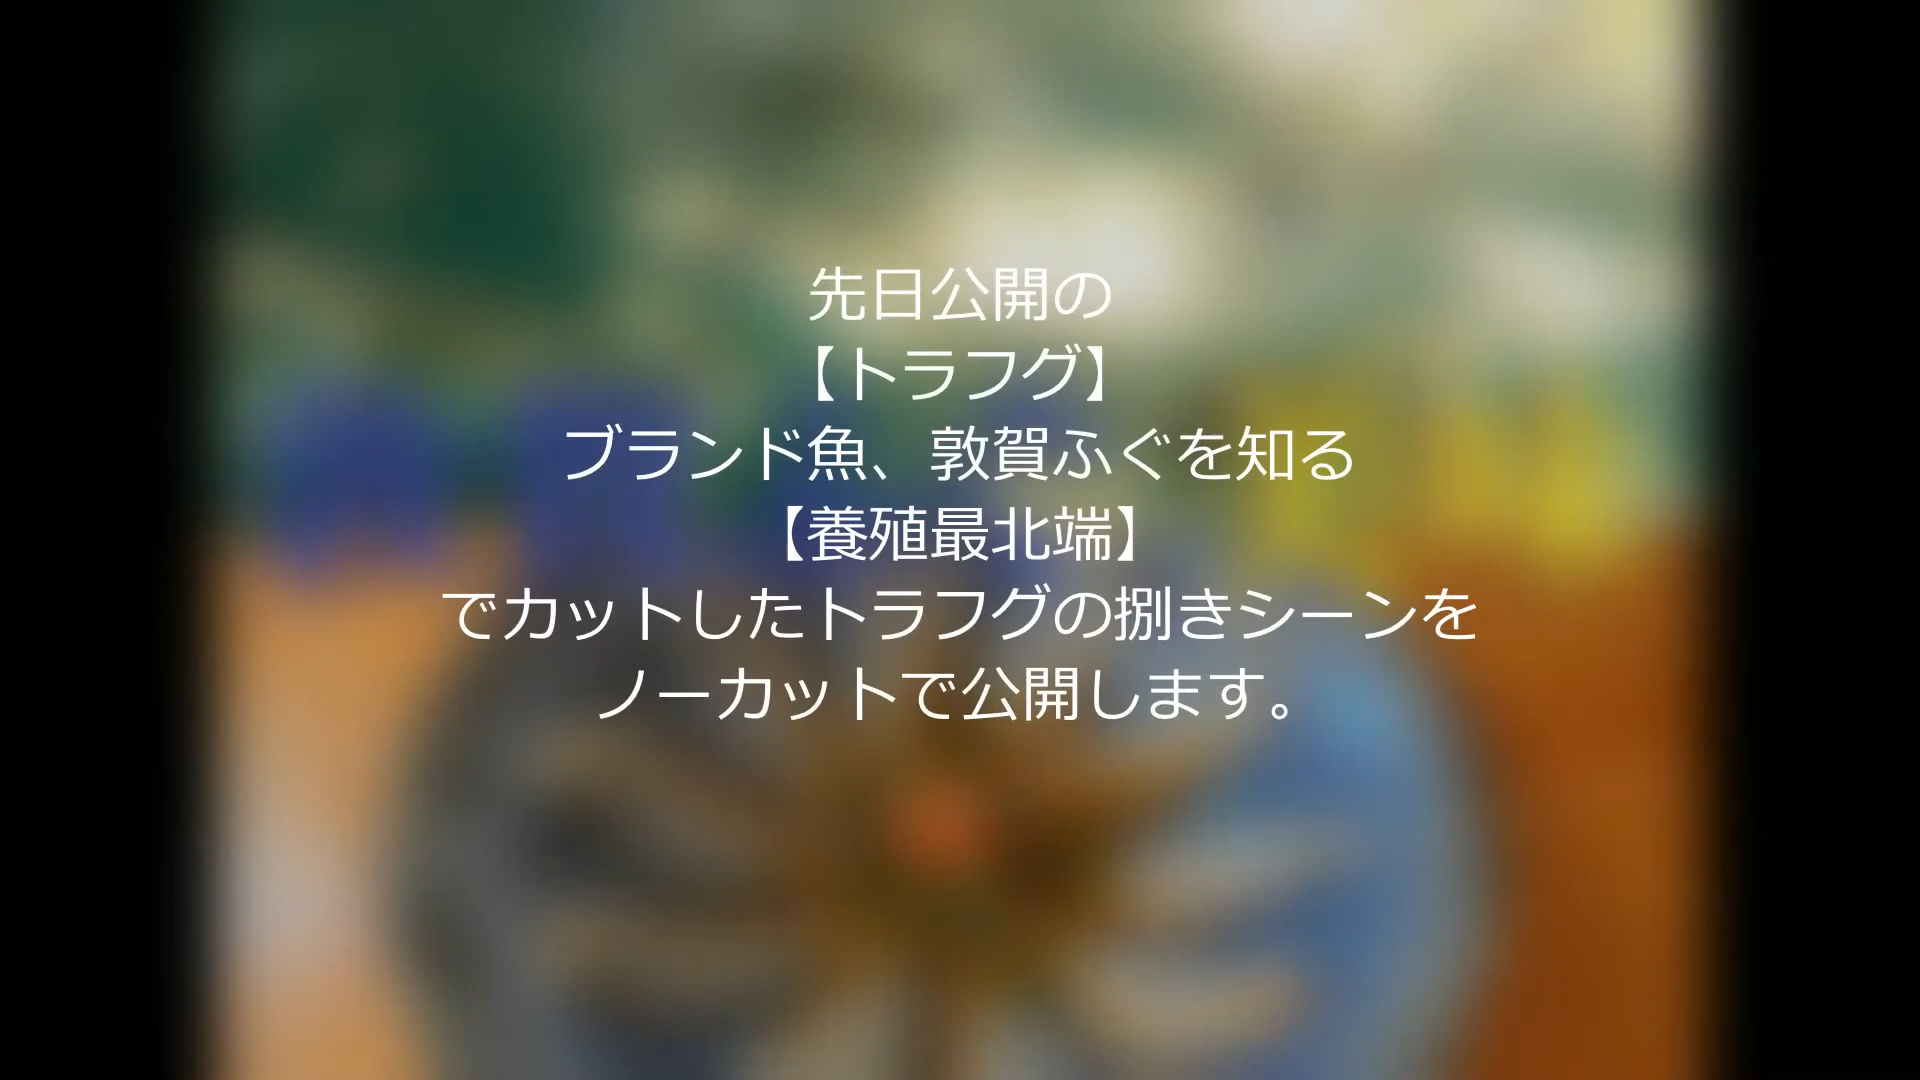 先日公開の
【トラフグ】
ブランド魚、敦賀ふぐを知る
【養殖最北端】
でカットしたトラフグの捌きシーンを
ノーカットで公開します。